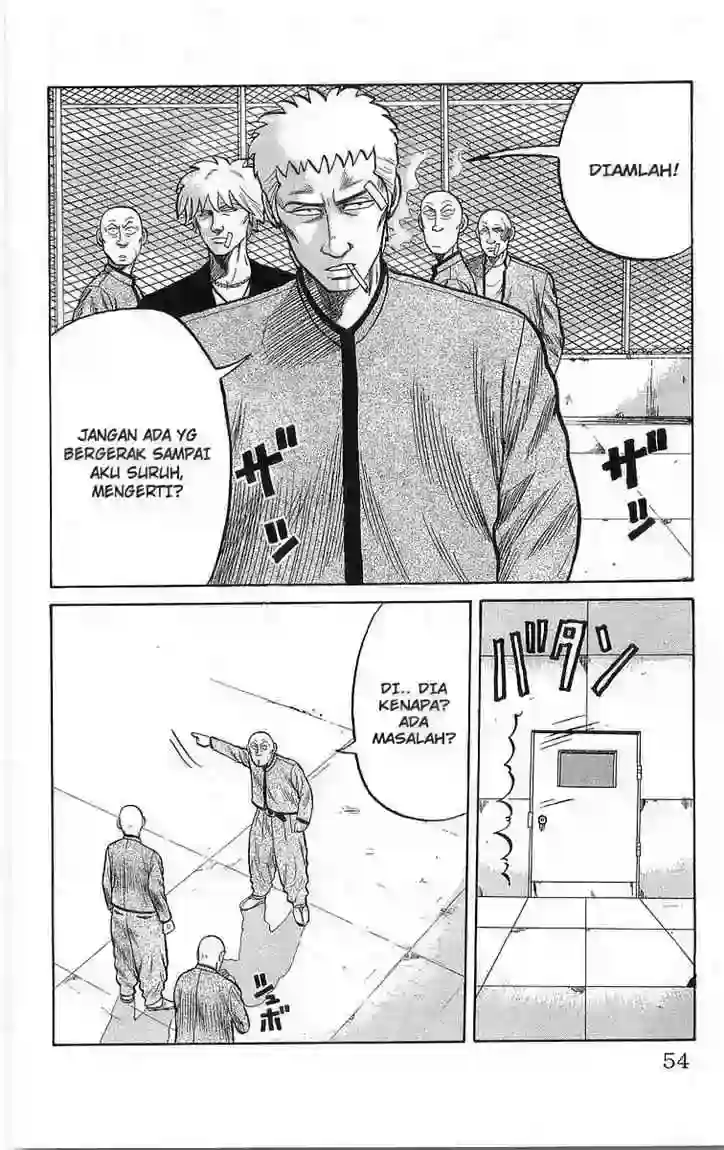 DIAMLAH!
JANGAN ADA YG
BERGERAK SAMPAI
AKU SURUH,
MENGERTI?
ザッ
ザッ
バタン
DI.. DIA
KENAPA?
ADA
MASALAH?
ジュボ
54